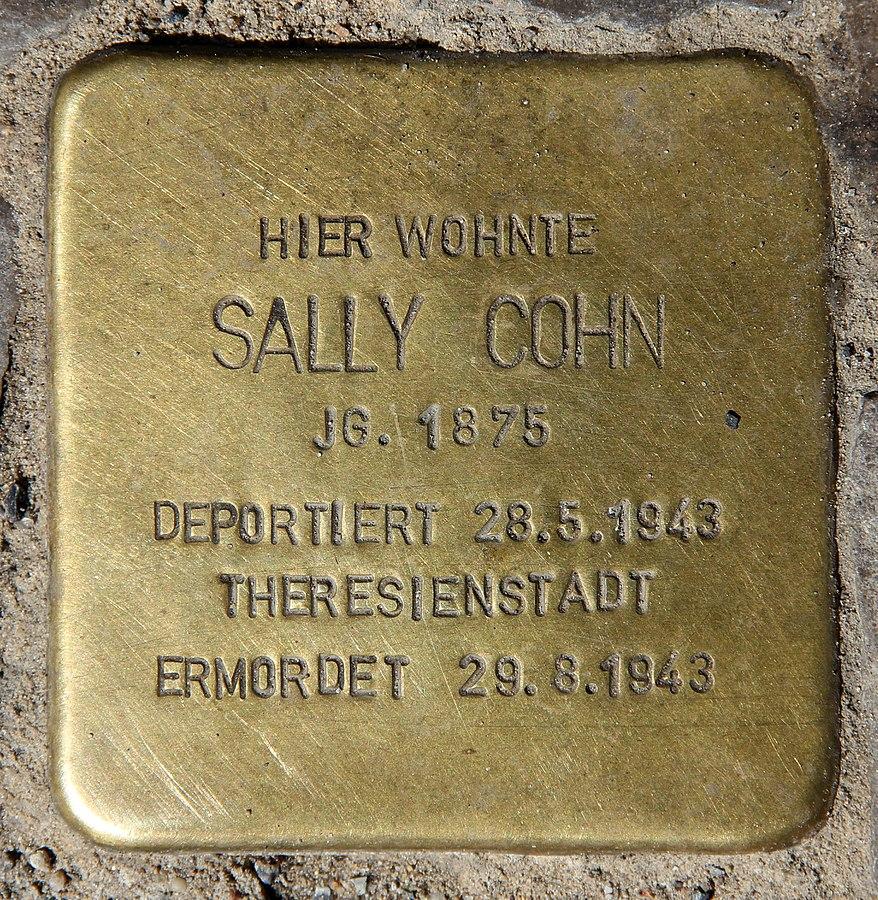 HIER WOHNTE
SALLY COHN
JG. 1875
DEPORTIERT 28.5.1943
THERESIENSTADT
ERMORDET 29.8.1943